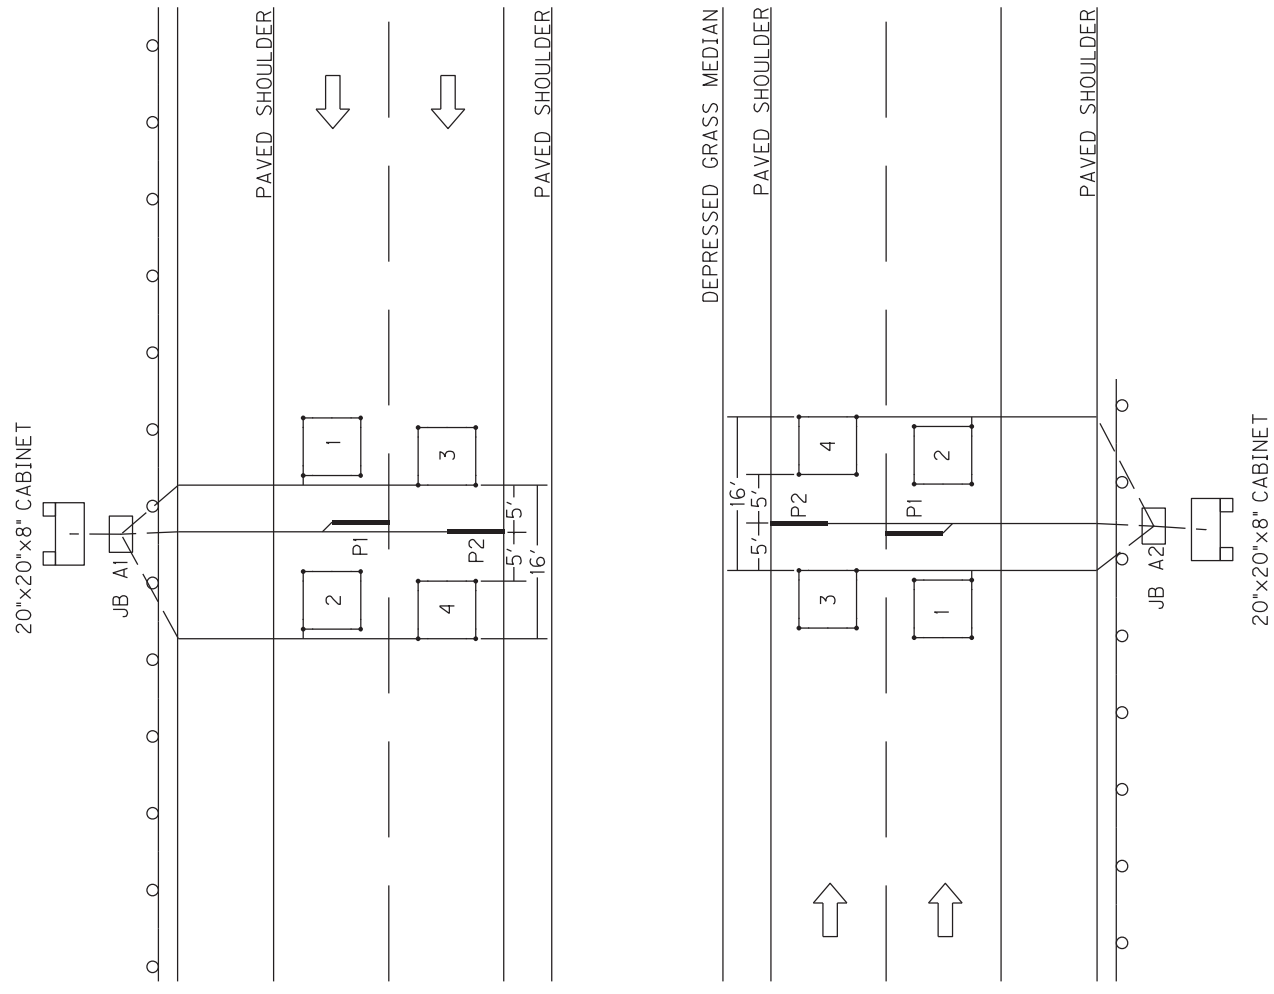 PAVED SHOULDER
PAVED SHOULDER
DEPRESSED GRASS MEDIAN
PAVED SHOULDER
PAVED SHOULDER
20"x20"x8" CABINET
JB A1
1
3
2
4
P1
P2
5'
5'
16'
16'
5'
5'
P2
P1
4
2
3
1
JB A2
20"x20"x8" CABINET